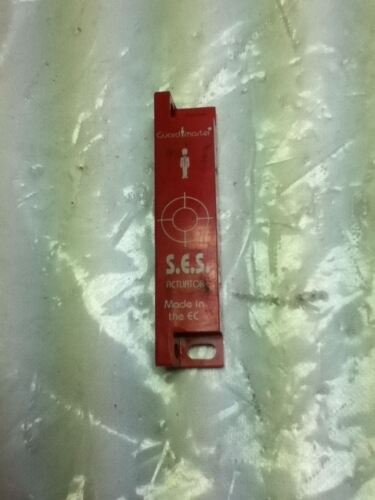 Guardmaster
S.E.S.
ACTUATOR
Made in
the EC